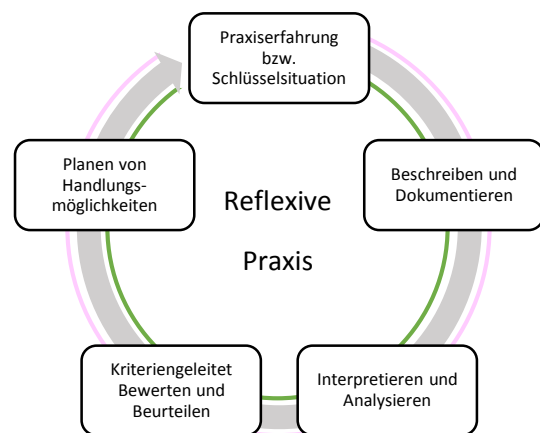 Praxiserfahrung
bzw.
Schlüsselsituation
Beschreiben und
Dokumentieren
Interpretieren und
Analysieren
Kriteriengeleitet
Bewerten und
Beurteilen
Planen von
Handlungs-
möglichkeiten
Reflexive
Praxis